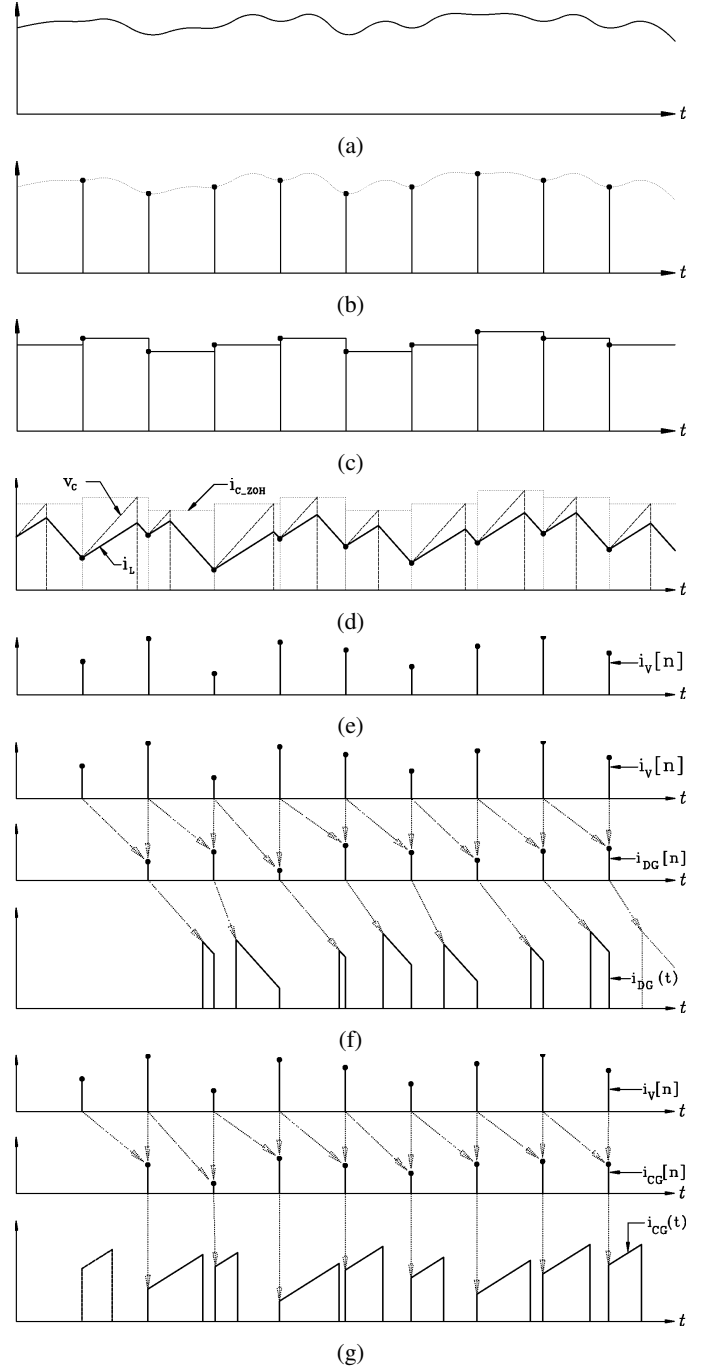 t
(a)
t
(b)
(c)
v_C
i_C_ZOH
i_L
t
(d)
i_V[n]
t
(e)
i_V[n]
t
i_DG[n]
t
i_DG(t)
t
(f)
i_V[n]
t
i_CG[n]
t
i_CG(t)
t
(g)